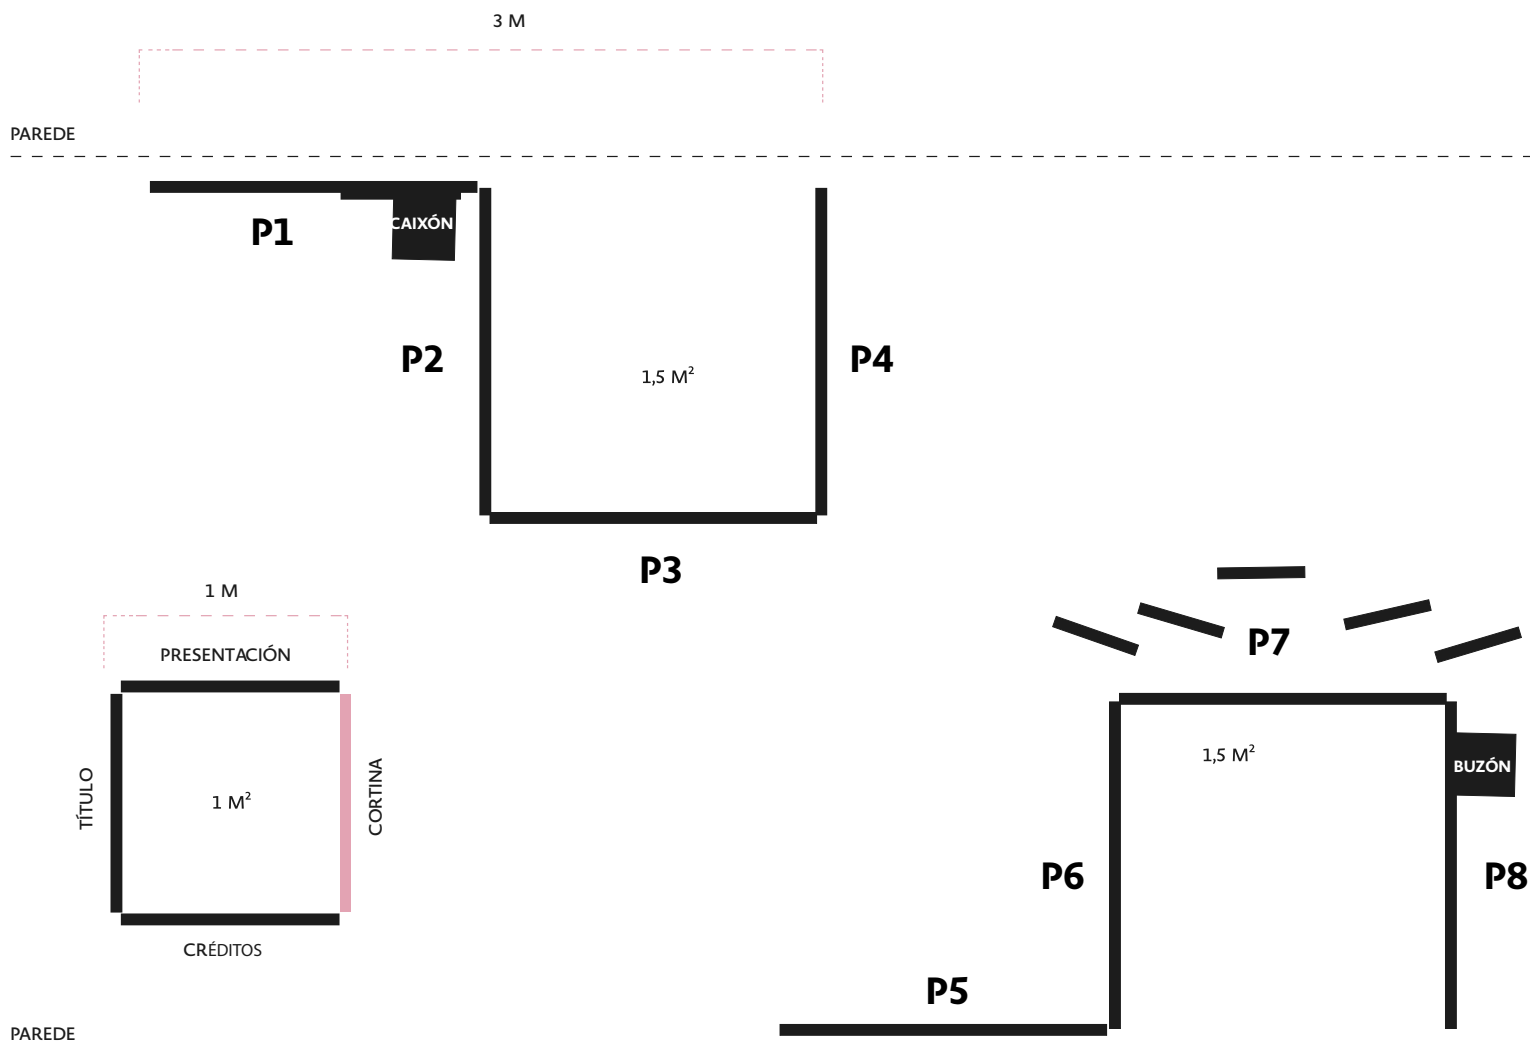 3 M
PAREDE
CAIXÓN
P1
P2
1,5 M²
P4
P3
1 M
PRESENTACIÓN
TÍTULO
1 M²
CORTINA
CRÉDITOS
P7
1,5 M²
BUZÓN
P6
P8
P5
PAREDE